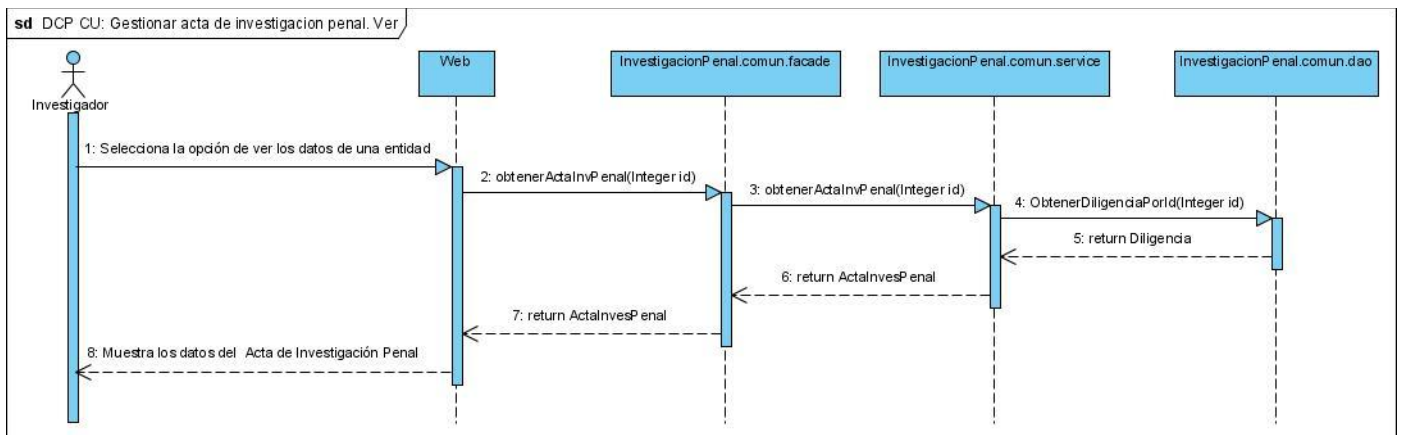 sd DCP CU: Gestionar acta de investigacion penal. Ver
Investigador
Web
InvestigacionPenal.comun.facade
InvestigacionPenal.comun.service
InvestigacionPenal.comun.dao
1: Selecciona la opción de ver los datos de una entidad
2: obtenerActaInvPenal(Integer id)
3: obtenerActaInvPenal(Integer id)
4: ObtenerDiligenciaPorId(Integer id)
5: return Diligencia
6: return ActaInvesPenal
7: return ActaInvesPenal
8: Muestra los datos del Acta de Investigación Penal